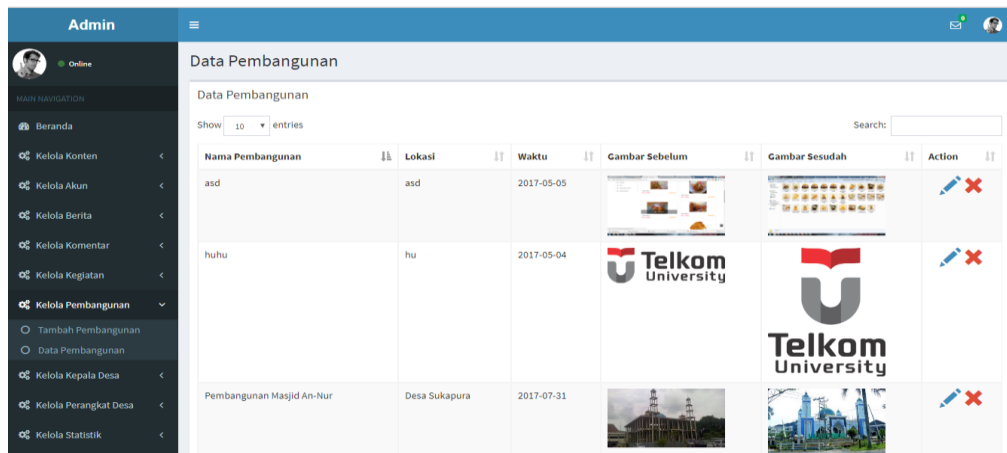 Admin
Online
MAIN NAVIGATION
Beranda
Kelola Konten
Kelola Akun
Kelola Berita
Kelola Komentar
Kelola Kegiatan
Kelola Pembangunan
Tambah Pembangunan
Data Pembangunan
Kelola Kepala Desa
Kelola Perangkat Desa
Kelola Statistik
Data Pembangunan
Data Pembangunan
Show 10 entries Search:
Nama Pembangunan Lokasi Waktu Gambar Sebelum Gambar Sesudah Action
asd asd 2017-05-05
huhu hu 2017-05-04
Telkom
University
Telkom
University
Pembangunan Masjid An-Nur Desa Sukapura 2017-07-31